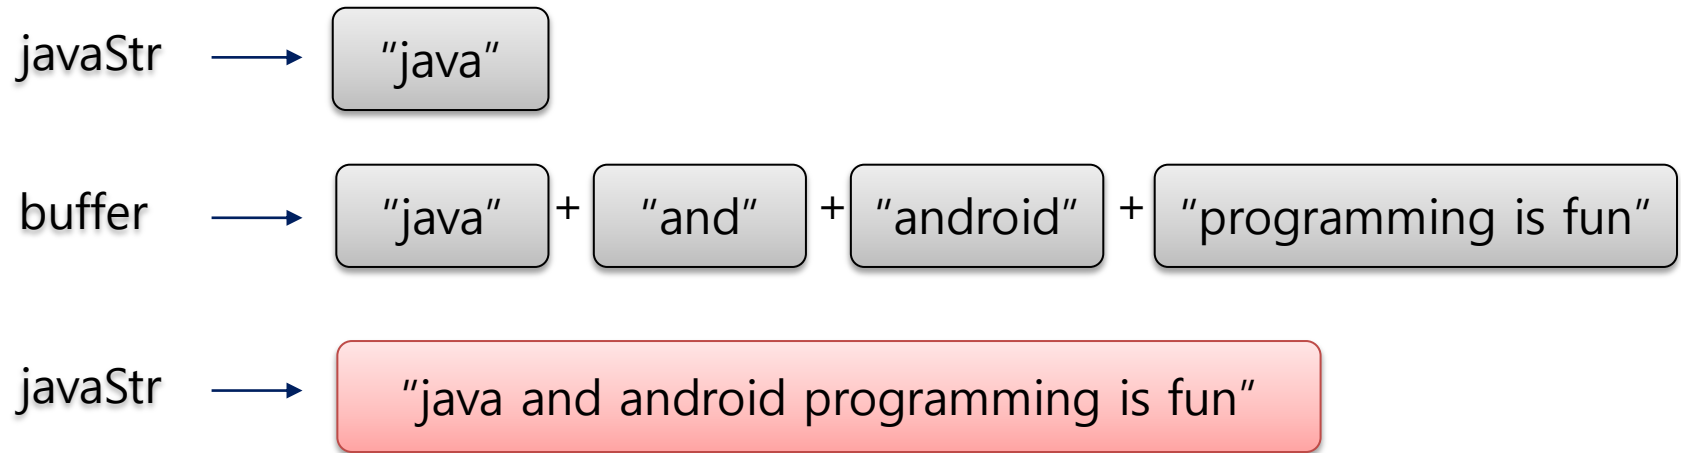 javaStr "java"
buffer "java" + "and" + "android" + "programming is fun"
javaStr "java and android programming is fun"